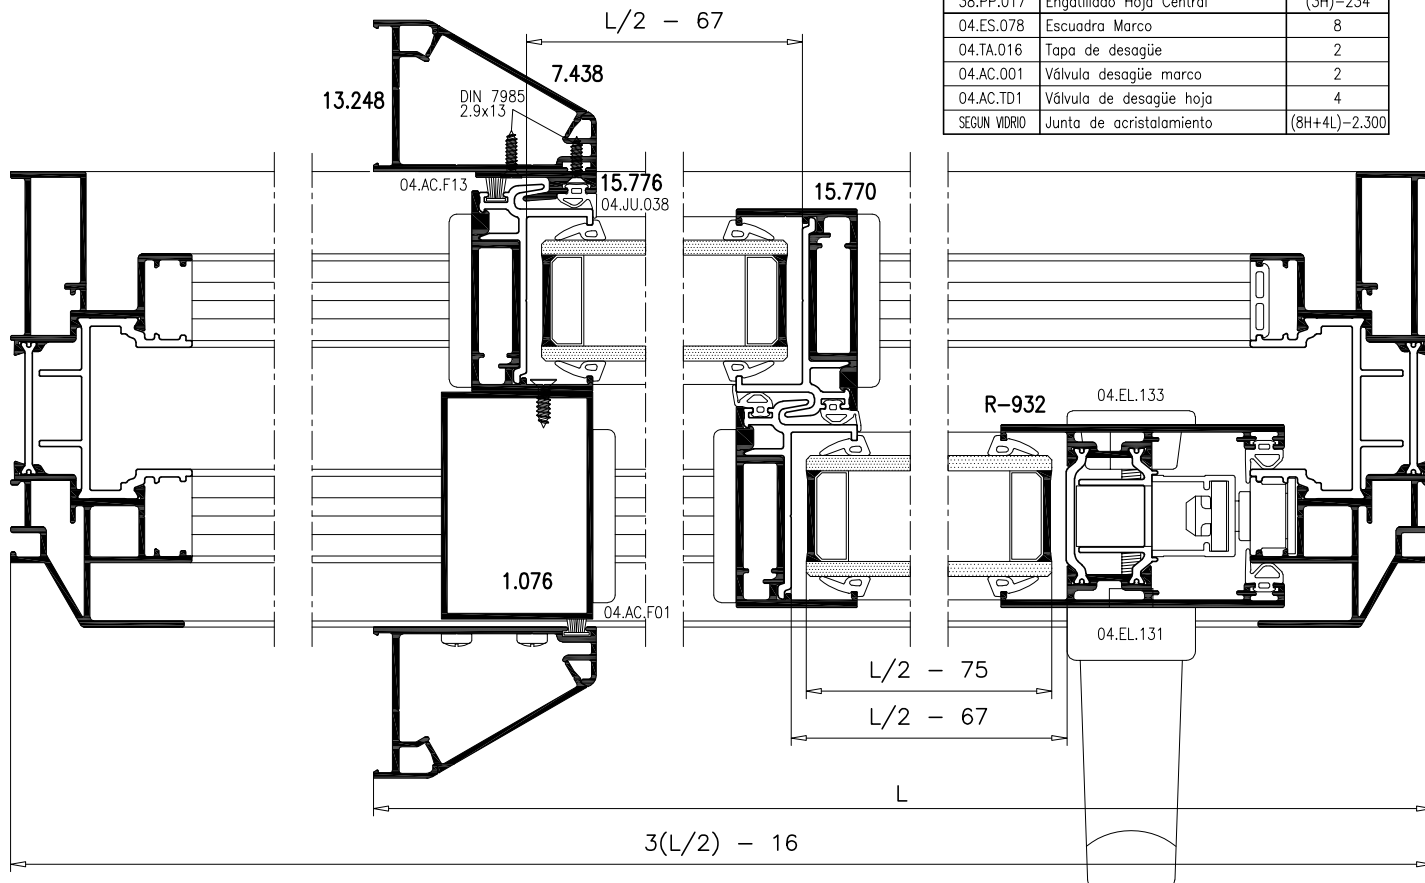 38.PP.017 Engatillado Hoja Central (3H)-234
04.ES.078 Escuadra Marco 8
04.TA.016 Tapa de desagüe 2
04.AC.001 Válvula desagüe marco 2
04.AC.TD1 Válvula de desagüe hoja 4
SEGUN VIDRIO Junta de acristalamiento (8H+4L)-2.300
L/2 - 67
7.438
13.248
DIN 7985
2.9x13
04.AC.F13
15.776
04.JU.038
15.770
R-932
04.EL.133
1.076
04.AC.F01
04.EL.131
L/2 - 75
L/2 - 67
L
3(L/2) - 16